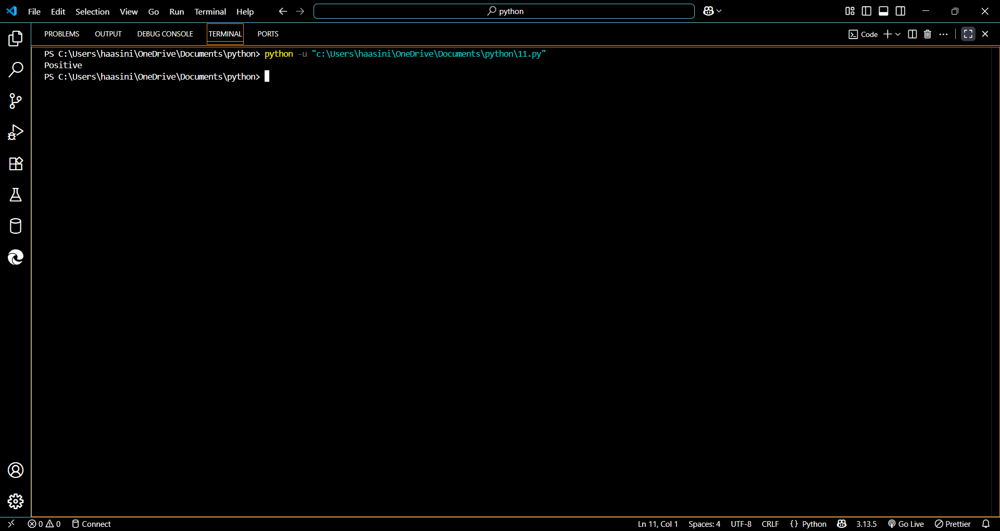 File Edit Selection View Go Run Terminal Help python
PROBLEMS OUTPUT DEBUG CONSOLE TERMINAL PORTS Code
PS C:\Users\haasini\OneDrive\Documents\python> python -u "c:\Users\haasini\OneDrive\Documents\python\11.py"
Positive
PS C:\Users\haasini\OneDrive\Documents\python>
0 0 Connect Ln 11, Col 1 Spaces: 4 UTF-8 CRLF {} Python 3.13.5 Go Live Prettier